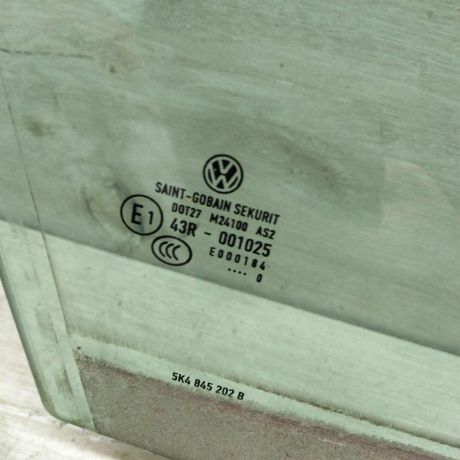 VW
SAINT-GOBAIN SEKURIT
DOT27 M24100 AS2
E1 43R - 001025
CCC E000184
.... 0
5K4 845 202 B